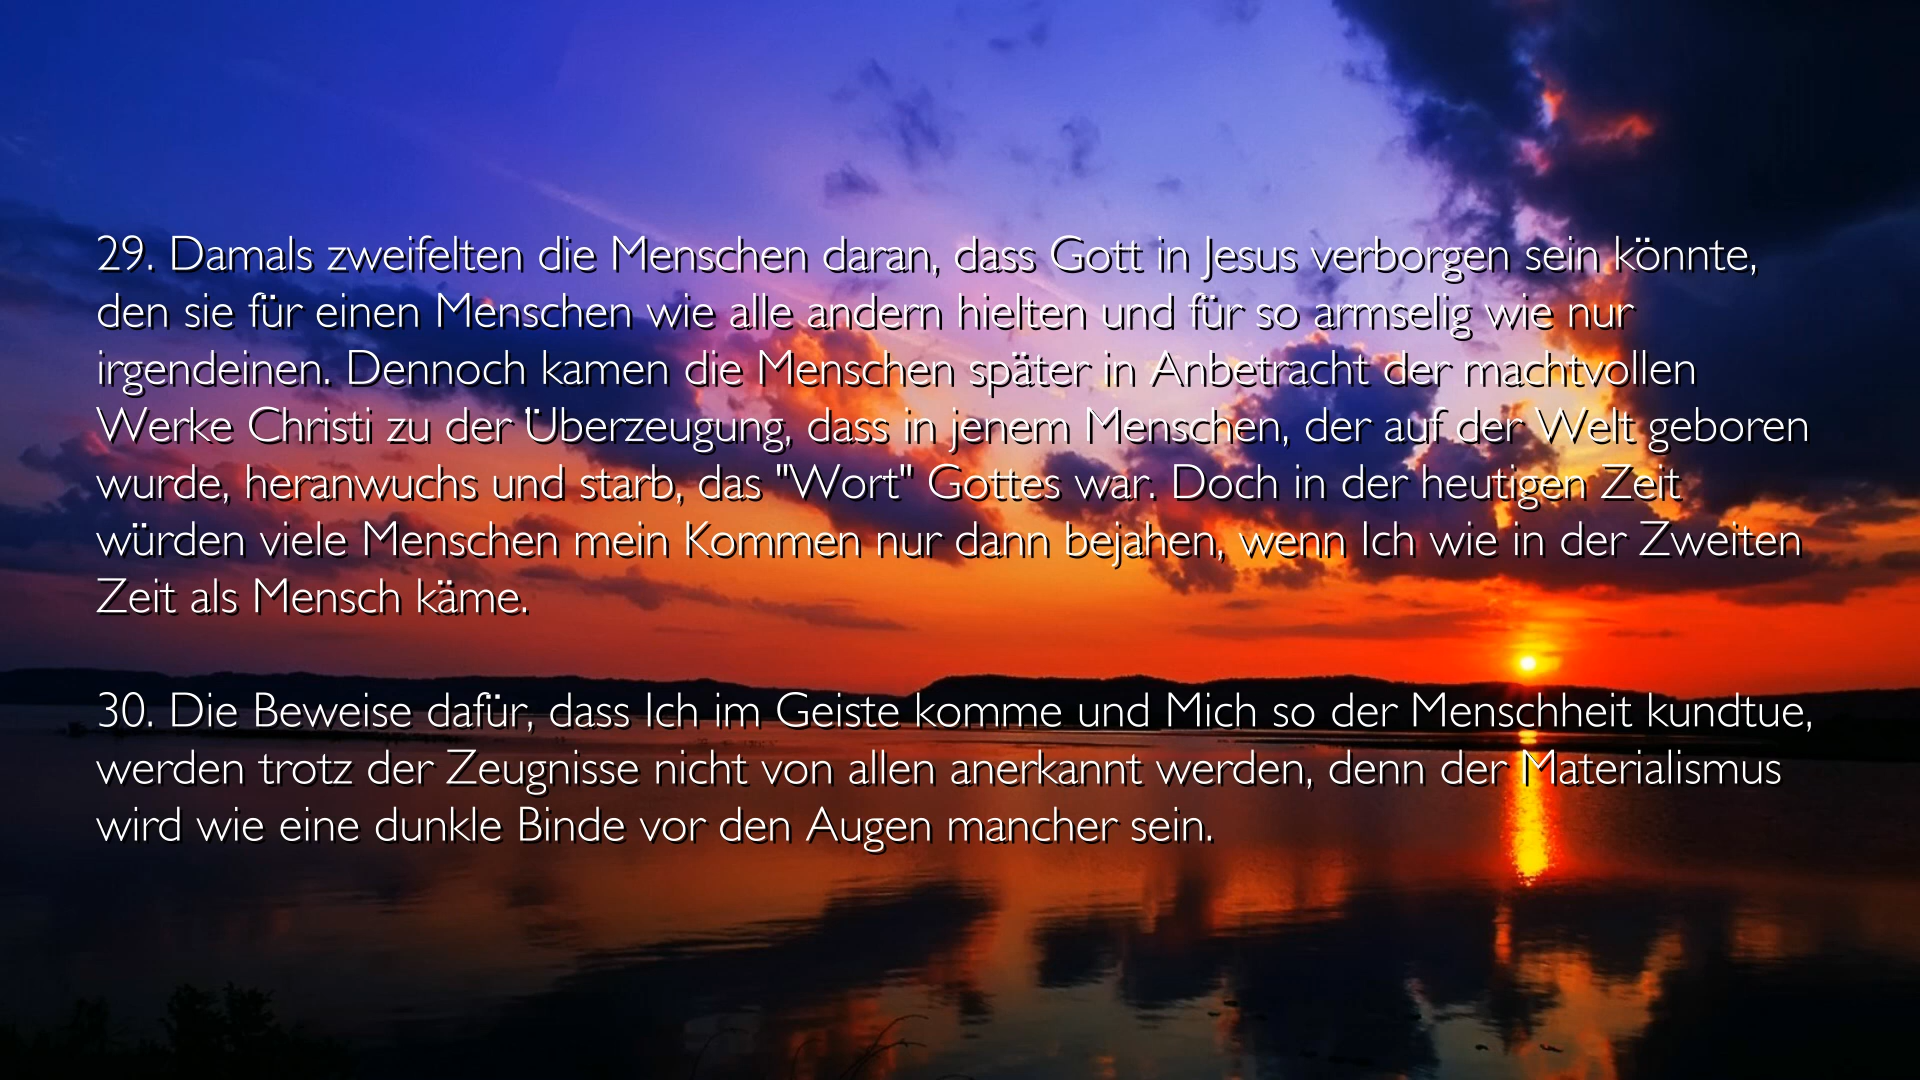 29. Damals zweifelten die Menschen daran, dass Gott in Jesus verborgen sein könnte,
den sie für einen Menschen wie alle andern hielten und für so armselig wie nur
irgendeinen. Dennoch kamen die Menschen später in Anbetracht der machtvollen
Werke Christi zu der Überzeugung, dass in jenem Menschen, der auf der Welt geboren
wurde, heranwuchs und starb, das "Wort" Gottes war. Doch in der heutigen Zeit
würden viele Menschen mein Kommen nur dann bejahen, wenn Ich wie in der Zweiten
Zeit als Mensch käme.
30. Die Beweise dafür, dass Ich im Geiste komme und Mich so der Menschheit kundtue,
werden trotz der Zeugnisse nicht von allen anerkannt werden, denn der Materialismus
wird wie eine dunkle Binde vor den Augen mancher sein.